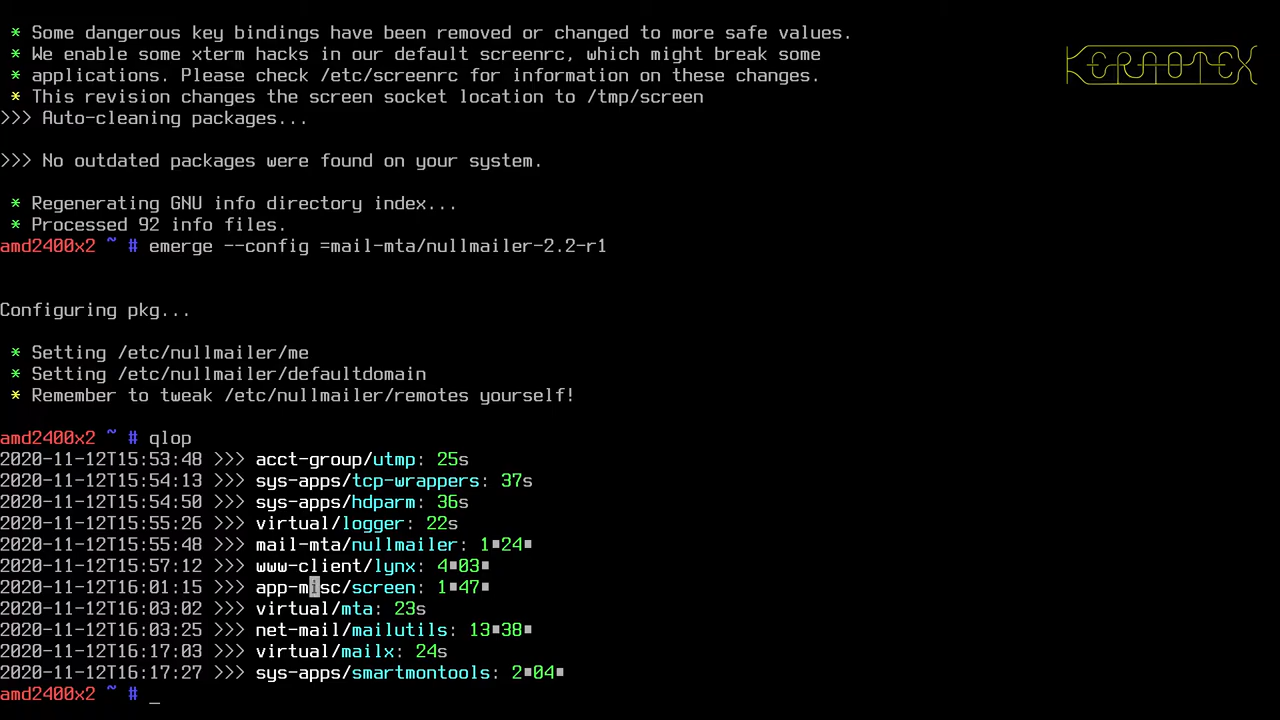 * Some dangerous key bindings have been removed or changed to more safe values.
* We enable some xterm hacks in our default screenrc, which might break some
* applications. Please check /etc/screenrc for information on these changes.
* This revision changes the screen socket location to /tmp/screen
>>> Auto-cleaning packages...
>>> No outdated packages were found on your system.
* Regenerating GNU info directory index...
* Processed 92 info files.
amd2400x2 ~ # emerge --config =mail-mta/nullmailer-2.2-r1
Configuring pkg...
* Setting /etc/nullmailer/me
* Setting /etc/nullmailer/defaultdomain
* Remember to tweak /etc/nullmailer/remotes yourself!
amd2400x2 ~ # qlop
2020-11-12T15:53:48 >>> acct-group/utmp: 25s
2020-11-12T15:54:13 >>> sys-apps/tcp-wrappers: 37s
2020-11-12T15:54:50 >>> sys-apps/hdparm: 36s
2020-11-12T15:55:26 >>> virtual/logger: 22s
2020-11-12T15:55:48 >>> mail-mta/nullmailer: 1■24■
2020-11-12T15:57:12 >>> www-client/lynx: 4■03■
2020-11-12T16:01:15 >>> app-misc/screen: 1■47■
2020-11-12T16:03:02 >>> virtual/mta: 23s
2020-11-12T16:03:25 >>> net-mail/mailutils: 13■38■
2020-11-12T16:17:03 >>> virtual/mailx: 24s
2020-11-12T16:17:27 >>> sys-apps/smartmontools: 2■04■
amd2400x2 ~ # _